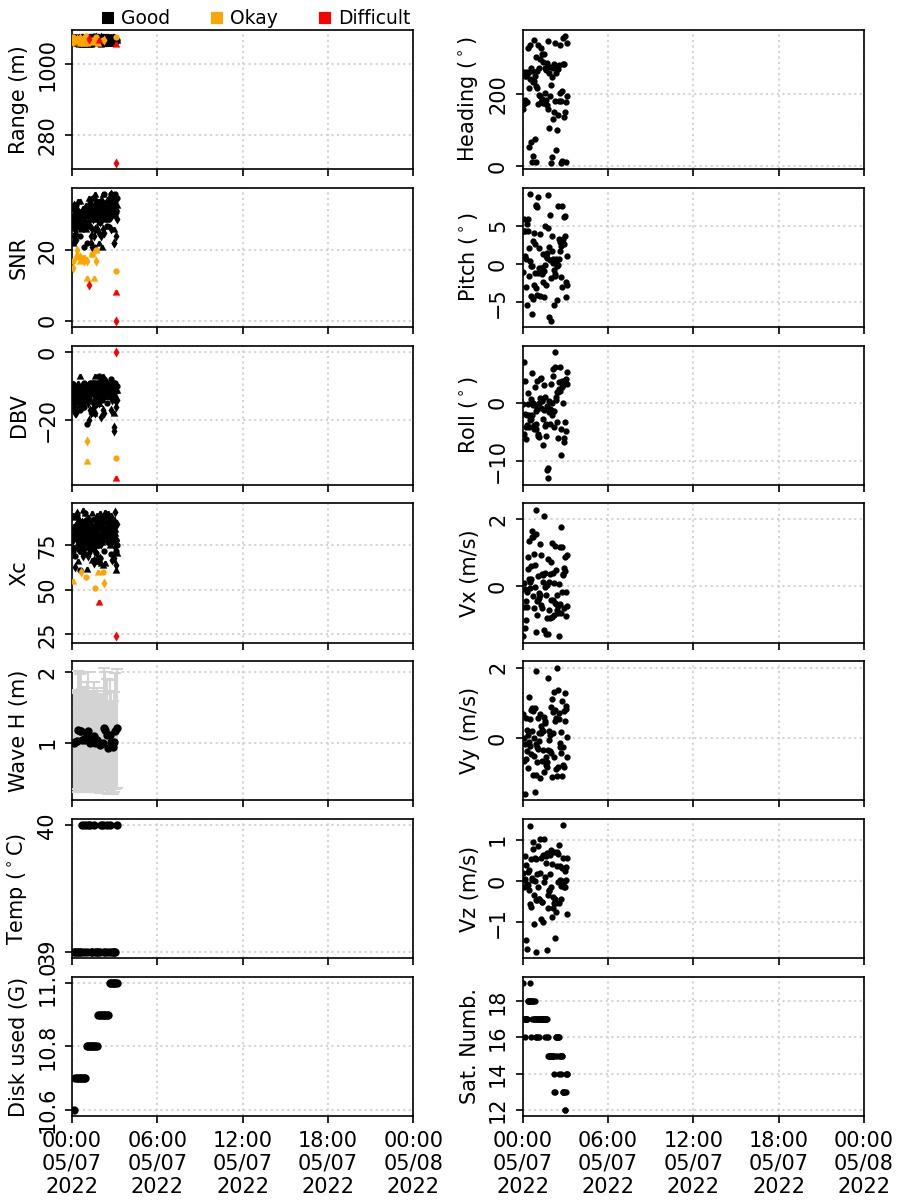 Good Okay Difficult
Range (m)
1000
280
Heading (°)
200
0
SNR
20
0
Pitch (°)
5
0
−5
DBV
0
−20
Roll (°)
0
−10
Xc
75
50
25
Vx (m/s)
2
0
Wave H (m)
2
1
Vy (m/s)
2
0
Temp (°C)
40
39
Vz (m/s)
1
0
−1
Disk used (G)
11.0
10.8
10.6
Sat. Numb.
18
16
14
12
00:00 06:00 12:00 18:00 00:00
05/07 05/07 05/07 05/07 05/08
2022 2022 2022 2022 2022
00:00 06:00 12:00 18:00 00:00
05/07 05/07 05/07 05/07 05/08
2022 2022 2022 2022 2022